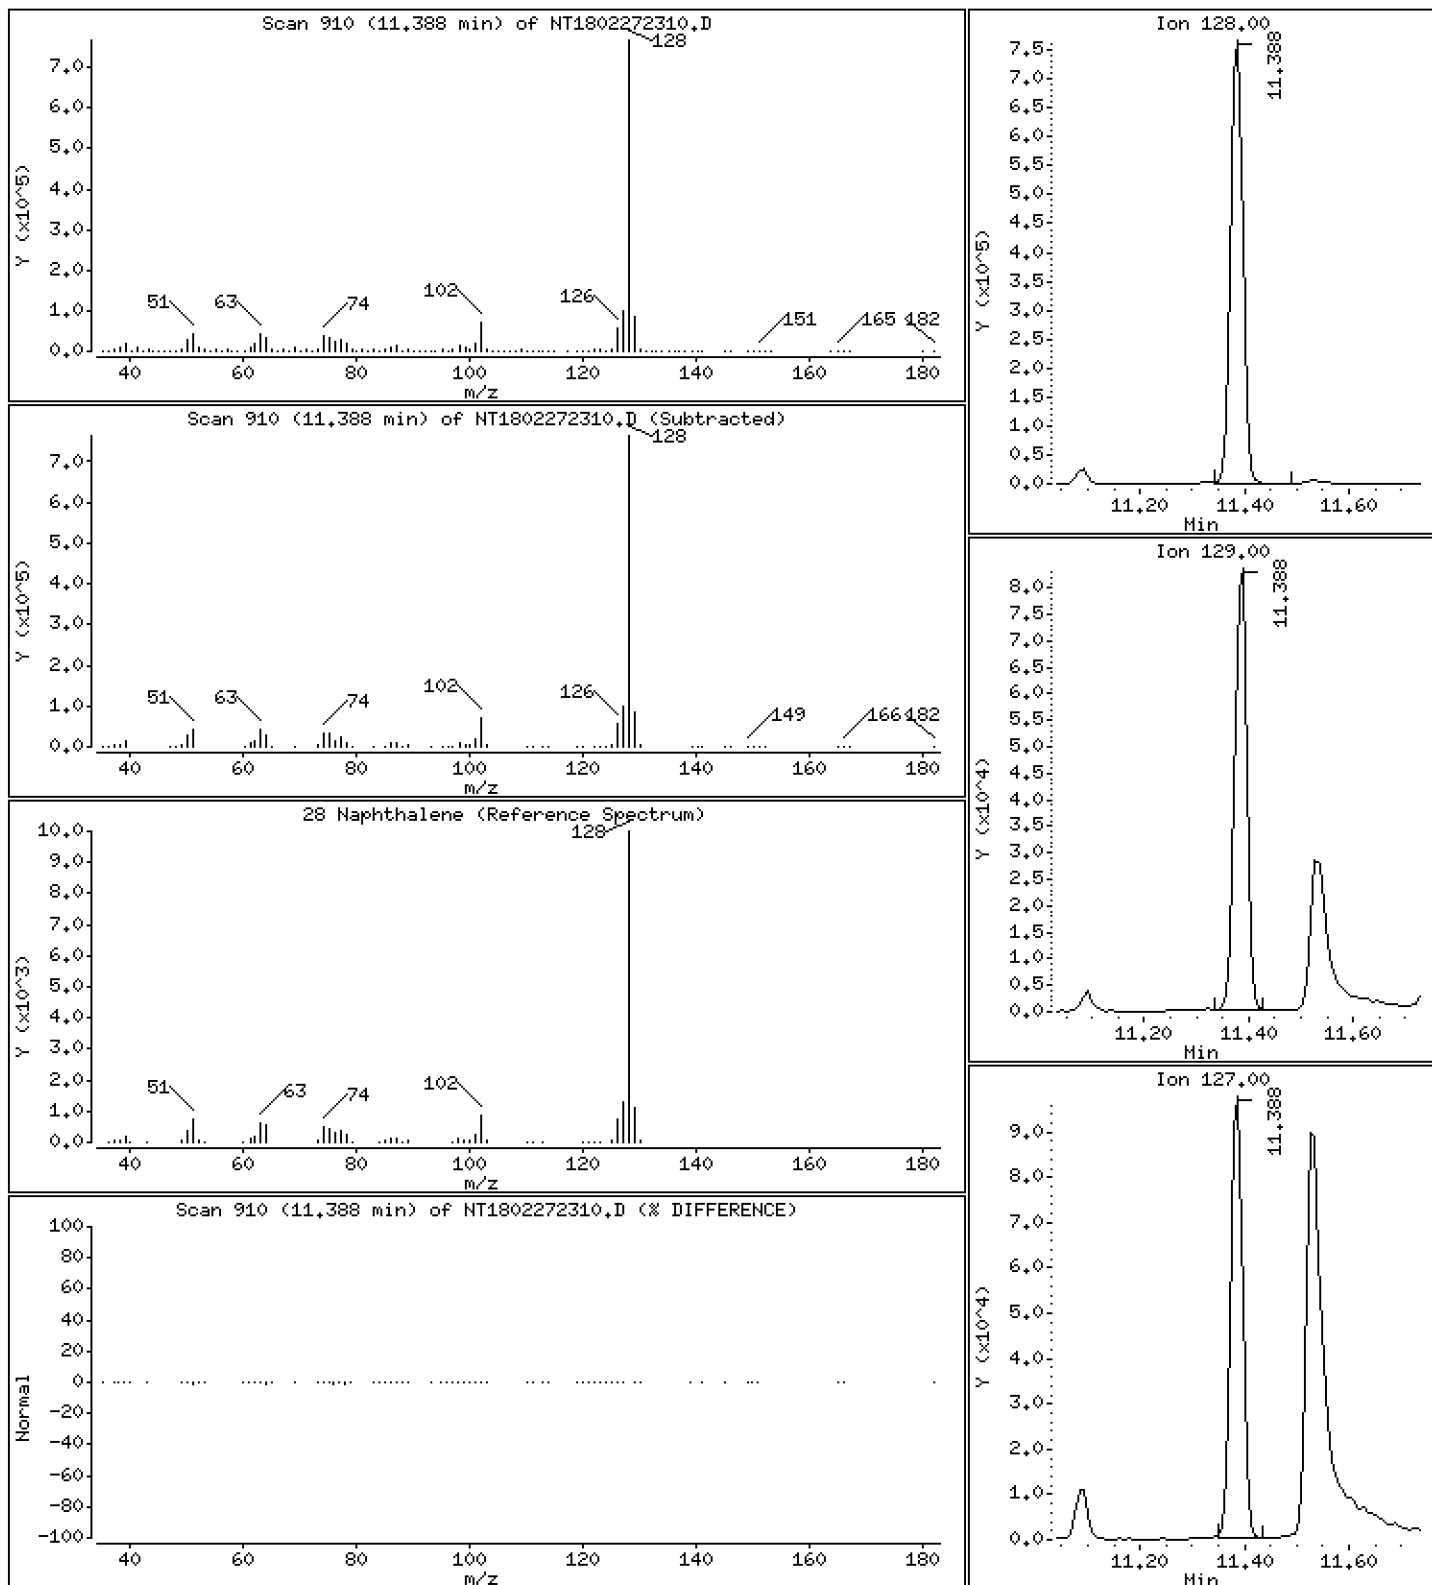 Scan 910 (11.388 min) of NT1802272310.D
128
7.0
6.0
5.0
4.0
3.0
2.0
1.0
0.0
Y (x10^5)
51 63 74 102 126 151 165 182
40 60 80 100 120 140 160 180
m/z
Scan 910 (11.388 min) of NT1802272310.D (Subtracted)
128
7.0
6.0
5.0
4.0
3.0
2.0
1.0
0.0
Y (x10^5)
51 63 74 102 126 149 166 182
40 60 80 100 120 140 160 180
m/z
28 Naphthalene (Reference Spectrum)
128
10.0
9.0
8.0
7.0
6.0
5.0
4.0
3.0
2.0
1.0
0.0
Y (x10^3)
51 63 74 102
40 60 80 100 120 140 160 180
m/z
Scan 910 (11.388 min) of NT1802272310.D (% DIFFERENCE)
100
80
60
40
20
0
-20
-40
-60
-80
-100
Normal
40 60 80 100 120 140 160 180
m/z
Ion 128.00
11.388
7.5
7.0
6.5
6.0
5.5
5.0
4.5
4.0
3.5
3.0
2.5
2.0
1.5
1.0
0.5
0.0
Y (x10^5)
11.20 11.40 11.60
Min
Ion 129.00
11.388
8.0
7.5
7.0
6.5
6.0
5.5
5.0
4.5
4.0
3.5
3.0
2.5
2.0
1.5
1.0
0.5
0.0
Y (x10^4)
11.20 11.40 11.60
Min
Ion 127.00
11.388
9.0
8.0
7.0
6.0
5.0
4.0
3.0
2.0
1.0
0.0
Y (x10^4)
11.20 11.40 11.60
Min